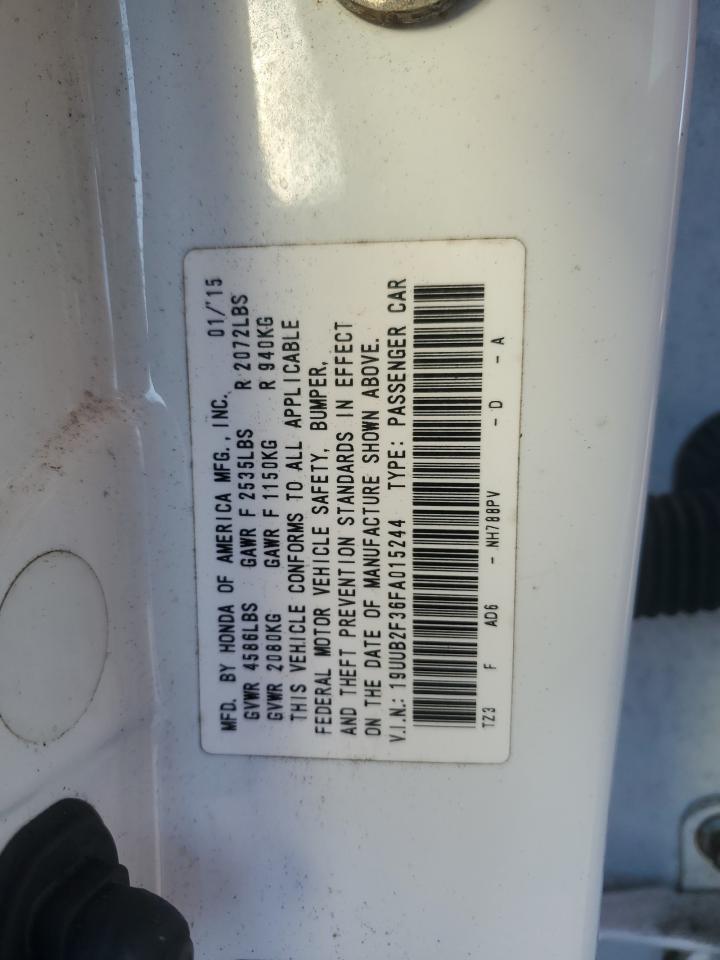 MFD. BY HONDA OF AMERICA MFG., INC. 01/'15
GVWR 4586LBS GAWR F 2535LBS R 2072LBS
GVWR 2080KG GAWR F 1150KG R 940KG
THIS VEHICLE CONFORMS TO ALL APPLICABLE
FEDERAL MOTOR VEHICLE SAFETY, BUMPER,
AND THEFT PREVENTION STANDARDS IN EFFECT
ON THE DATE OF MANUFACTURE SHOWN ABOVE.
V.I.N.: 19UUB2F36FA015244 TYPE: PASSENGER CAR
TZ3 F AD6 - NH788PV - D - A